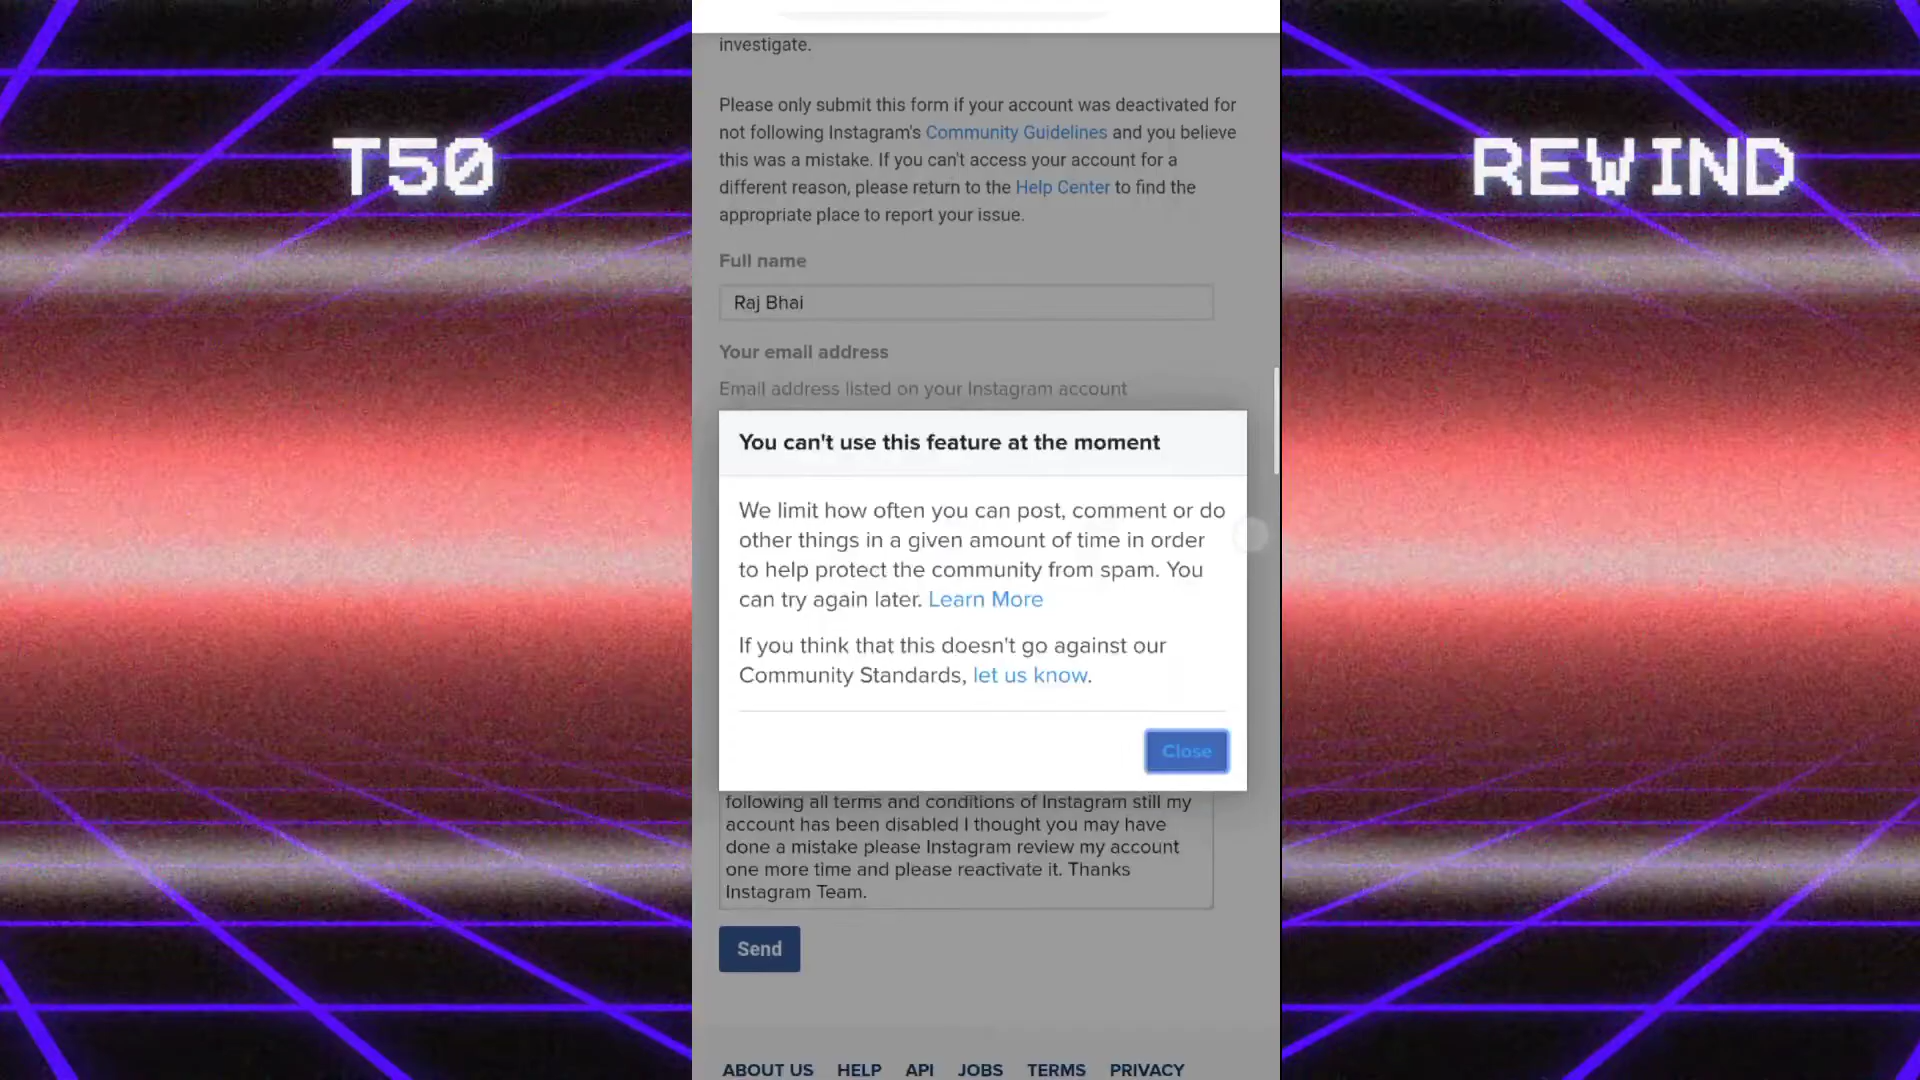 T50
REWIND
investigate.
Please only submit this form if your account was deactivated for
not following Instagram's Community Guidelines and you believe
this was a mistake. If you can't access your account for a
different reason, please return to the Help Center to find the
appropriate place to report your issue.
Full name
Raj Bhai
Your email address
Email address listed on your Instagram account
You can't use this feature at the moment
We limit how often you can post, comment or do
other things in a given amount of time in order
to help protect the community from spam. You
can try again later. Learn More
If you think that this doesn't go against our
Community Standards, let us know.
Close
following all terms and conditions of Instagram still my
account has been disabled I thought you may have
done a mistake please Instagram review my account
one more time and please reactivate it. Thanks
Instagram Team.
Send
ABOUT US HELP API JOBS TERMS PRIVACY